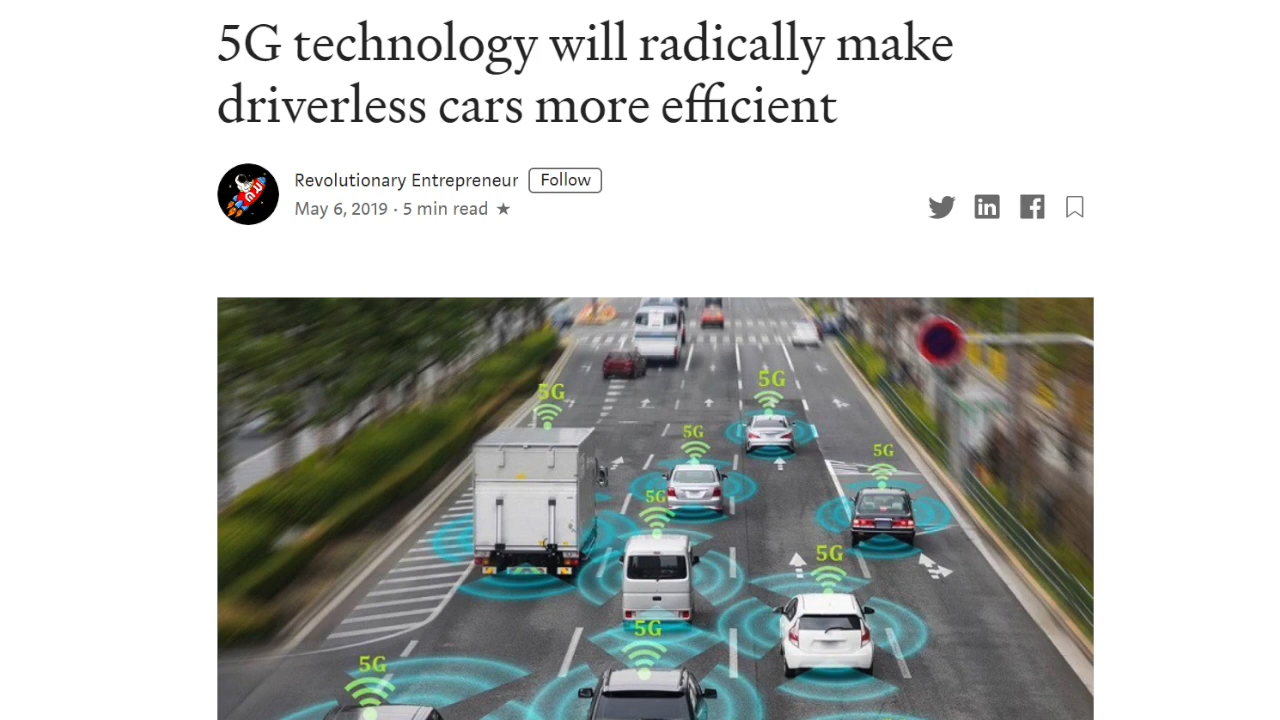 5G technology will radically make
driverless cars more efficient
Revolutionary Entrepreneur Follow
May 6, 2019 · 5 min read ★
5G
5G
5G
5G
5G
5G
5G
5G